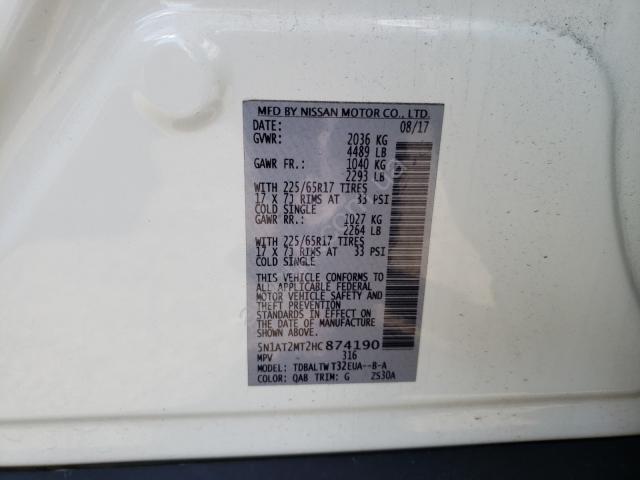 MFD BY NISSAN MOTOR CO., LTD.
DATE: 08/17
GVWR: 2036 KG
4489 LB
GAWR FR.: 1040 KG
2293 LB
WITH 225/65R17 TIRES
17 X 7J RIMS AT 33 PSI
COLD SINGLE
GAWR RR.: 1027 KG
2264 LB
WITH 225/65R17 TIRES
17 X 7J RIMS AT 33 PSI
COLD SINGLE
THIS VEHICLE CONFORMS TO
ALL APPLICABLE FEDERAL
MOTOR VEHICLE SAFETY AND
THEFT PREVENTION
STANDARDS IN EFFECT ON THE
DATE OF MANUFACTURE
SHOWN ABOVE.
5N1AT2MT2HC874190
MPV 316
MODEL: TDBALTWT32EUA--B-A
COLOR: QAB TRIM: G ZS30A